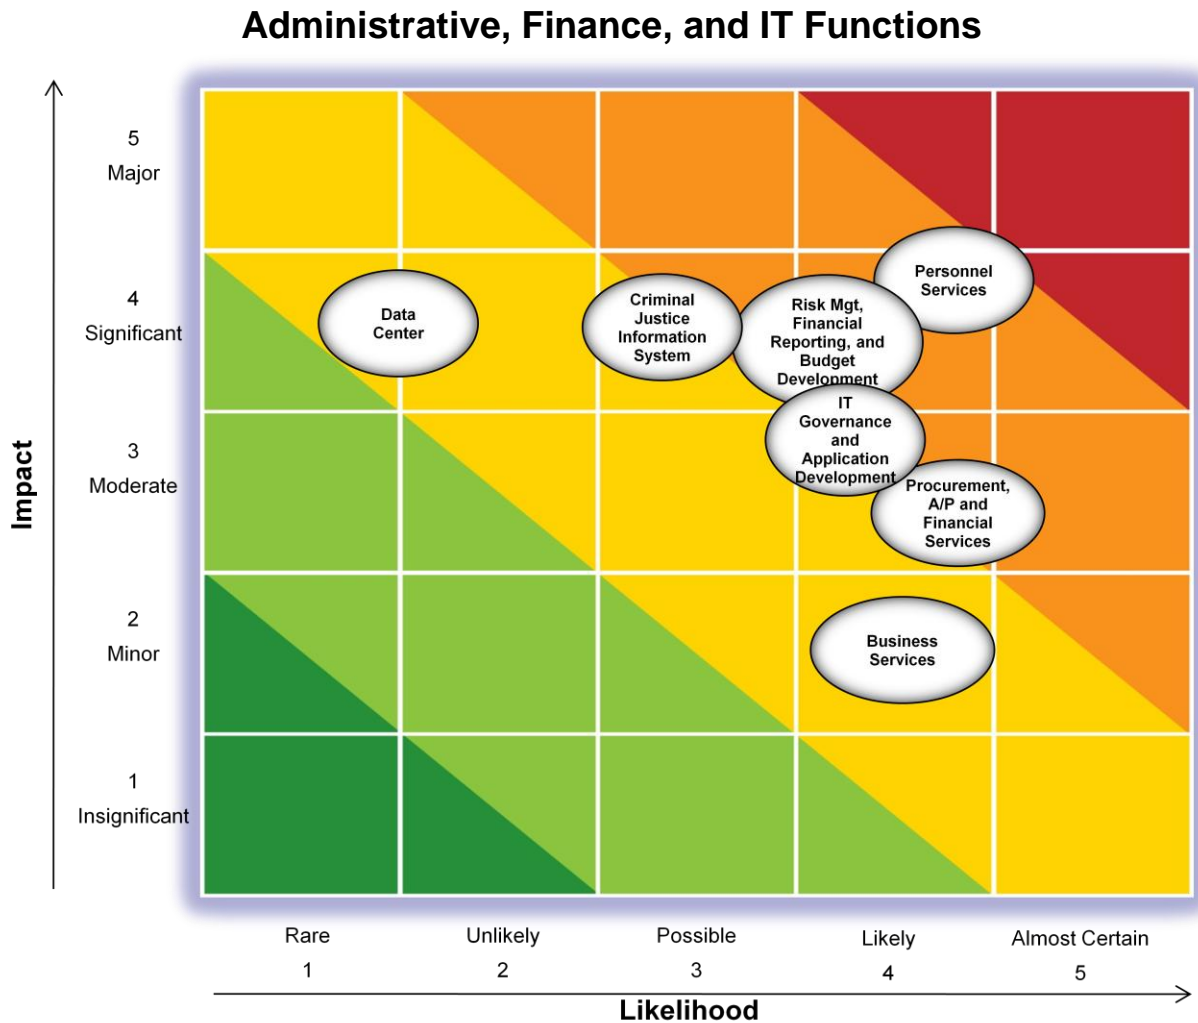 Administrative, Finance, and IT Functions
5
Major
4
Significant
3
Moderate
2
Minor
1
Insignificant
Impact
Personnel
Services
Data
Center
Criminal
Justice
Information
System
Risk Mgt,
Financial
Reporting, and
Budget
Development
IT
Governance
and
Application
Development
Procurement,
A/P and
Financial
Services
Business
Services
Rare
Unlikely
Possible
Likely
Almost Certain
1
2
3
4
5
Likelihood